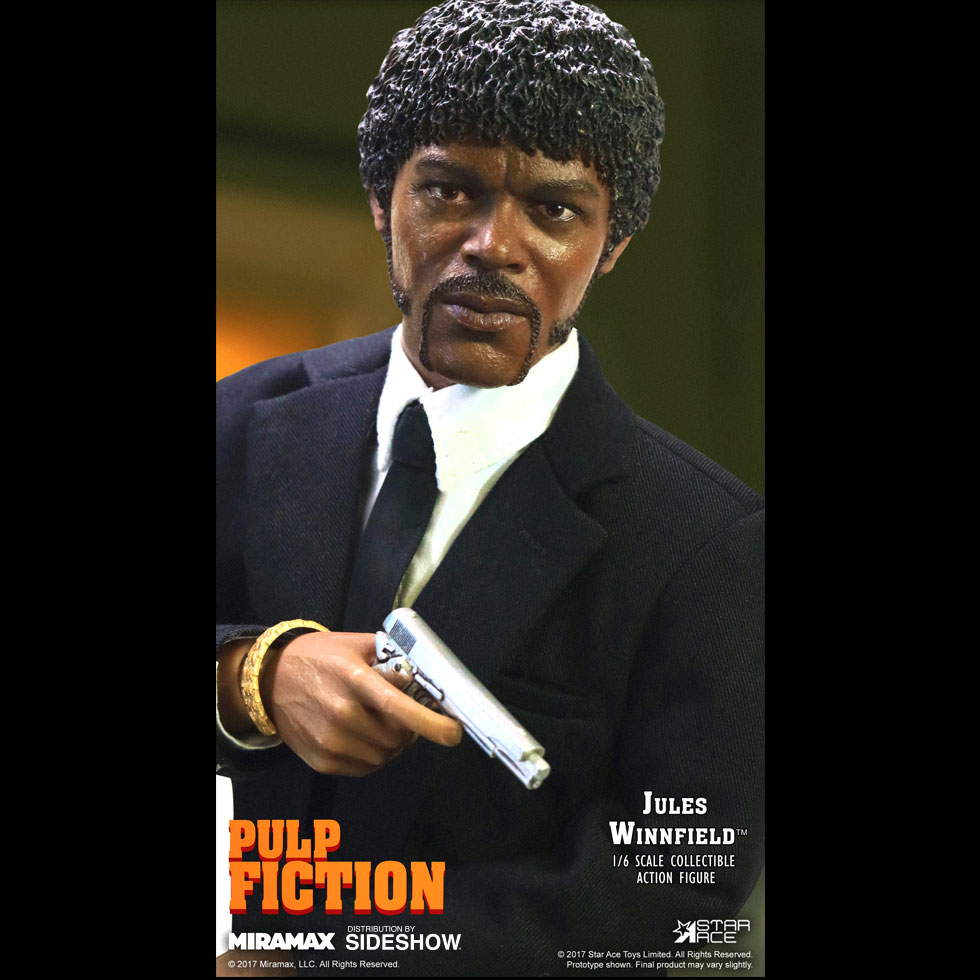 JULES
WINNFIELD™
1/6 SCALE COLLECTIBLE
ACTION FIGURE
PULP
FICTION
MIRAMAX
DISTRIBUTION BY
SIDESHOW
© 2017 Miramax, LLC. All Rights Reserved.
STAR
ACE
© 2017 Star Ace Toys Limited. All Rights Reserved.
Prototype shown. Final product may vary slightly.